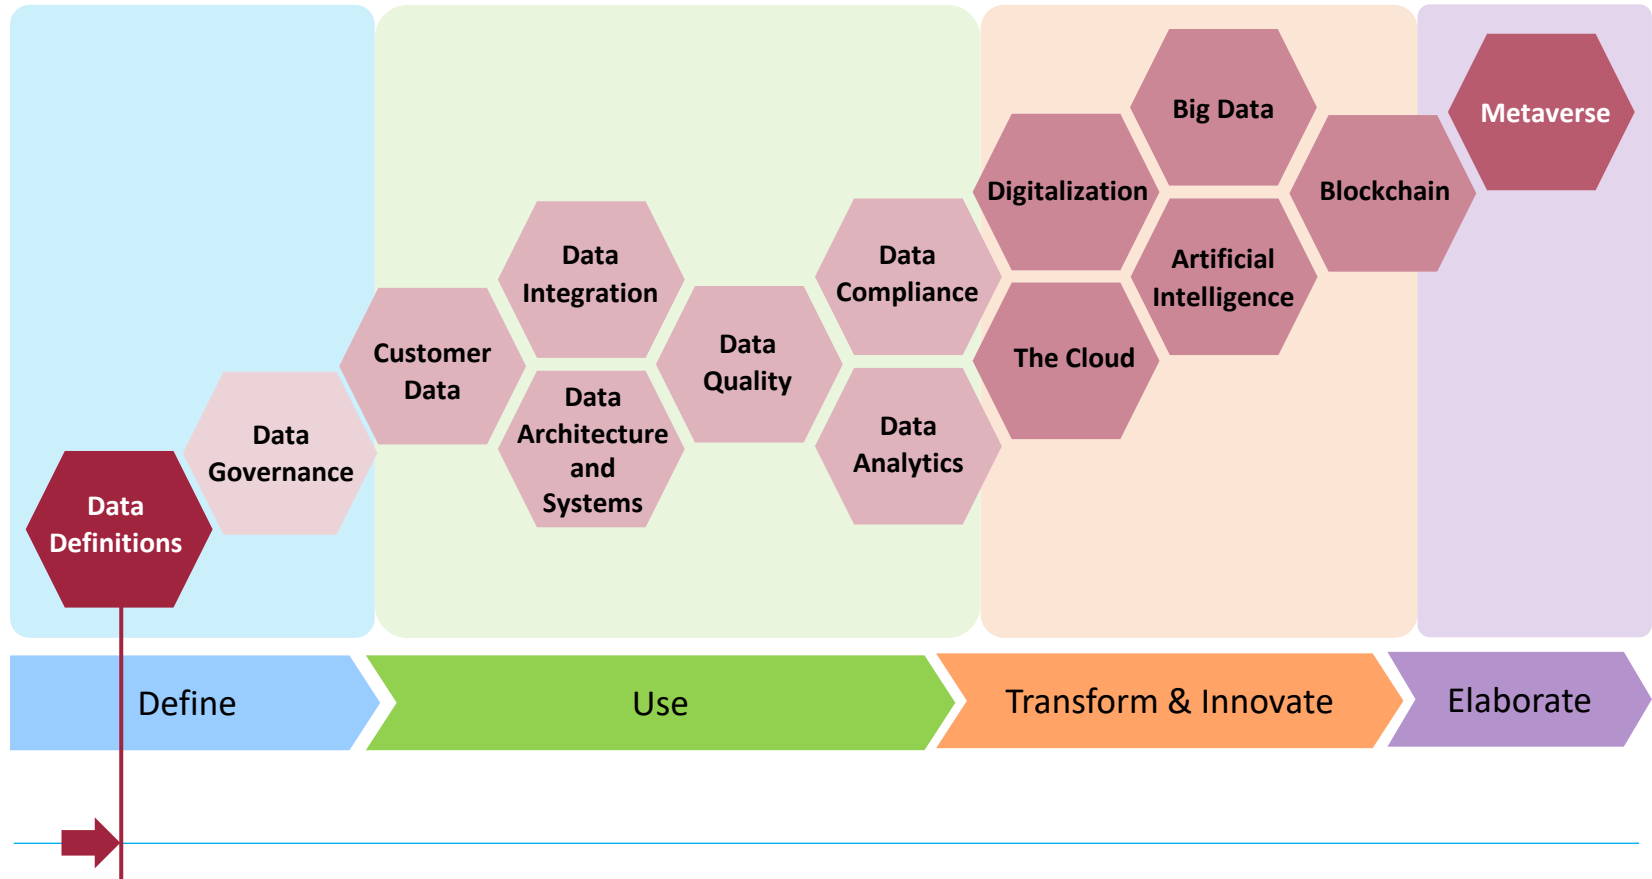 Data
Definitions
Data
Governance
Customer
Data
Data
Integration
Data
Architecture
and
Systems
Data
Quality
Data
Compliance
Data
Analytics
Digitalization
The Cloud
Big Data
Artificial
Intelligence
Blockchain
Metaverse
Define
Use
Transform & Innovate
Elaborate